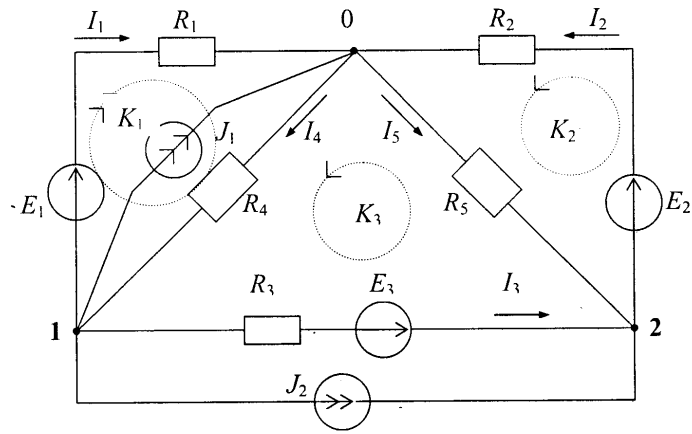 0
I₁ R₁ R₂ I₂
K₁ J₁ I₄ I₅ K₂
E₁ R₄ K₃ R₅ E₂
R₃ E₃ I₃
1 2
J₂